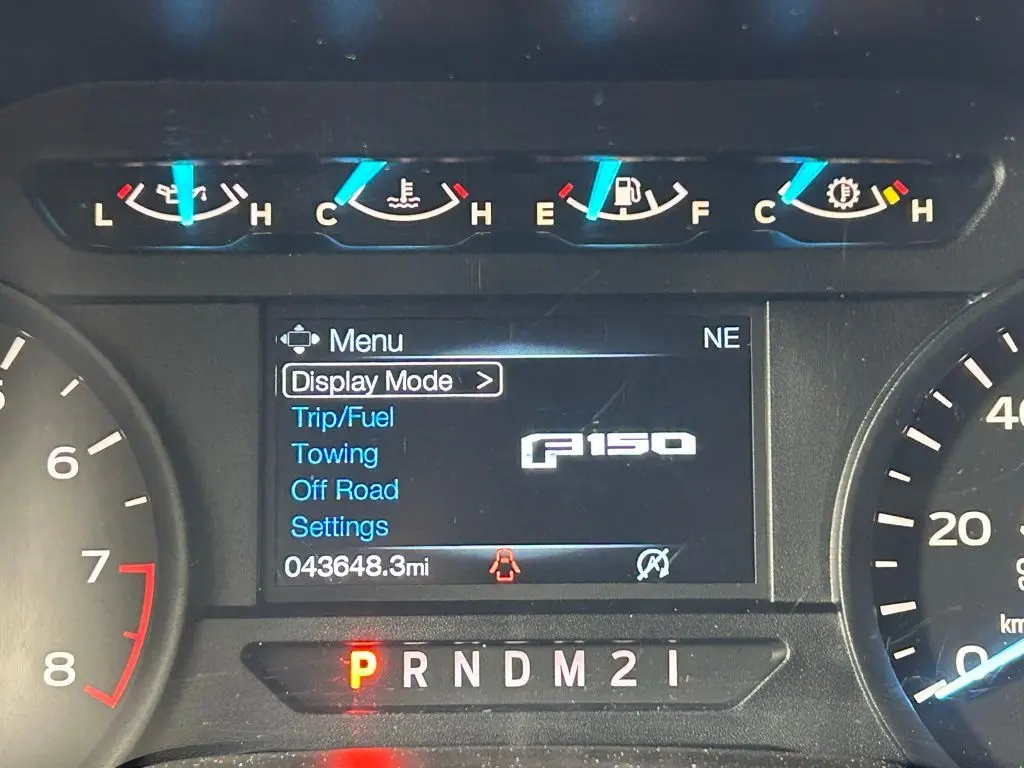 L H C H E F C H
Menu NE
Display Mode >
Trip/Fuel
Towing
Off Road
Settings
F150
043648.3mi
P R N D M 2 1
6
7
8
20
0